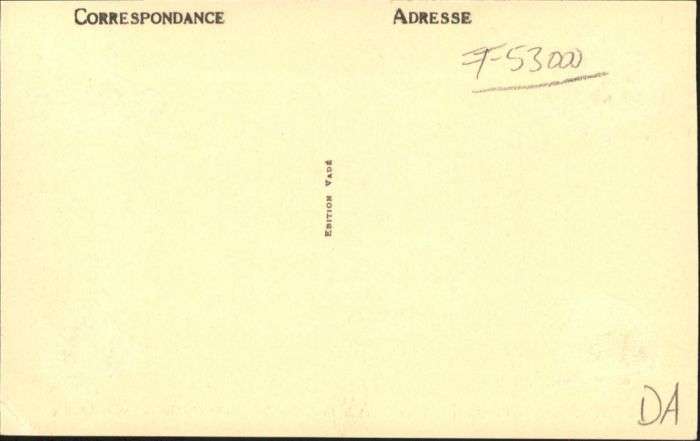 CORRESPONDANCE
ADRESSE
F-53000
EDITION VADÉ
DA